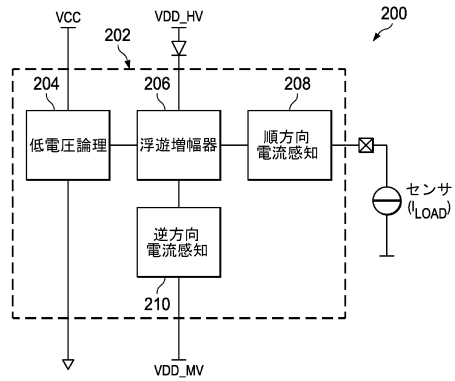 200
VCC
VDD_HV
202
204
206
208
低電圧論理
浮遊増幅器
順方向
電流感知
センサ
(ILOAD)
逆方向
電流感知
210
VDD_MV